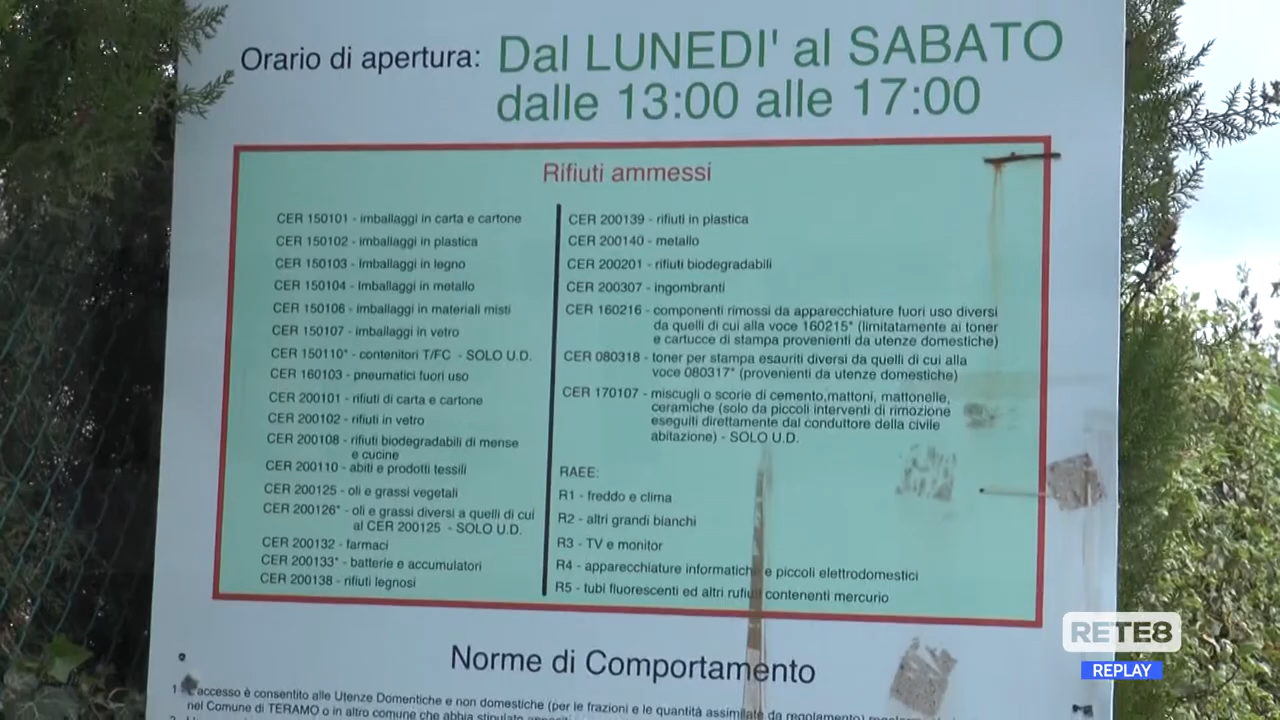 Orario di apertura: Dal LUNEDI' al SABATO
dalle 13:00 alle 17:00
Rifiuti ammessi
CER 150101 - imballaggi in carta e cartone
CER 150102 - imballaggi in plastica
CER 150103 - Imballaggi in legno
CER 150104 - Imballaggi in metallo
CER 150106 - imballaggi in materiali misti
CER 150107 - imballaggi in vetro
CER 150110* - contenitori T/FC - SOLO U.D.
CER 160103 - pneumatici fuori uso
CER 200101 - rifiuti di carta e cartone
CER 200102 - rifiuti in vetro
CER 200108 - rifiuti biodegradabili di mense
e cucine
CER 200110 - abiti e prodotti tessili
CER 200125 - oli e grassi vegetali
CER 200126* - oli e grassi diversi a quelli di cui
al CER 200125 - SOLO U.D.
CER 200132 - farmaci
CER 200133* - batterie e accumulatori
CER 200138 - rifiuti legnosi
CER 200139 - rifiuti in plastica
CER 200140 - metallo
CER 200201 - rifiuti biodegradabili
CER 200307 - ingombranti
CER 160216 - componenti rimossi da apparecchiature fuori uso diversi
da quelli di cui alla voce 160215* (limitatamente ai toner
e cartucce di stampa provenienti da utenze domestiche)
CER 080318 - toner per stampa esauriti diversi da quelli di cui alla
voce 080317* (provenienti da utenze domestiche)
CER 170107 - miscugli o scorie di cemento,mattoni, mattonelle,
ceramiche (solo da piccoli interventi di rimozione
eseguiti direttamente dal conduttore della civile
abitazione) - SOLO U.D.
RAEE:
R1 - freddo e clima
R2 - altri grandi bianchi
R3 - TV e monitor
R4 - apparecchiature informatich e piccoli elettrodomestici
R5 - tubi fluorescenti ed altri rufiu contenenti mercurio
Norme di Comportamento
1 L'accesso è consentito alle Utenze Domentiche e non domestiche (per le frazioni e le quantità assimilate da regolamento)
nel Comune di TERAMO o in altro comune che abbia stipulato
RETE8
REPLAY